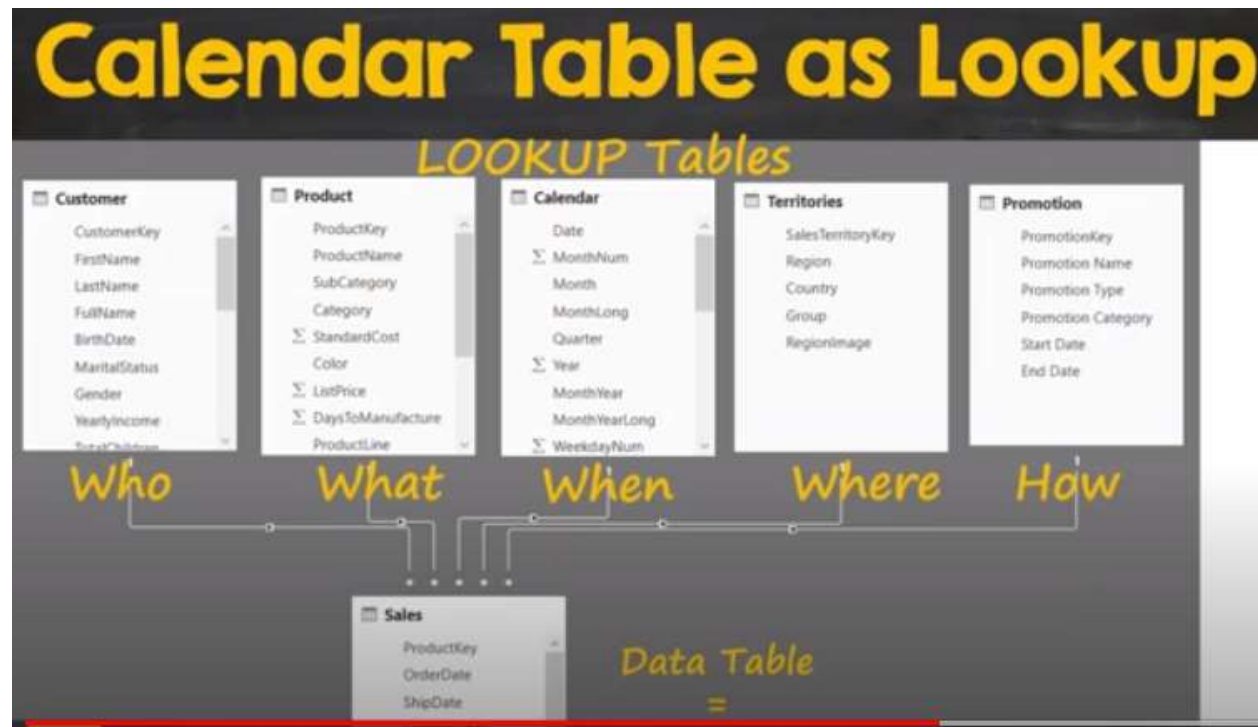 Calendar Table as Lookup
LOOKUP Tables
Customer
CustomerKey
FirstName
LastName
FullName
BirthDate
MaritalStatus
Gender
YearlyIncome
TotalChildren
Product
ProductKey
ProductName
SubCategory
Category
Σ StandardCost
Color
Σ ListPrice
Σ DaysToManufacture
ProductLine
Calendar
Date
Σ MonthNum
Month
MonthLong
Quarter
Σ Year
MonthYear
MonthYearLong
Σ WeekdayNum
Territories
SalesTerritoryKey
Region
Country
Group
RegionImage
Promotion
PromotionKey
Promotion Name
Promotion Type
Promotion Category
Start Date
End Date
Who
What
When
Where
How
Sales
ProductKey
OrderDate
ShipDate
Data Table
=